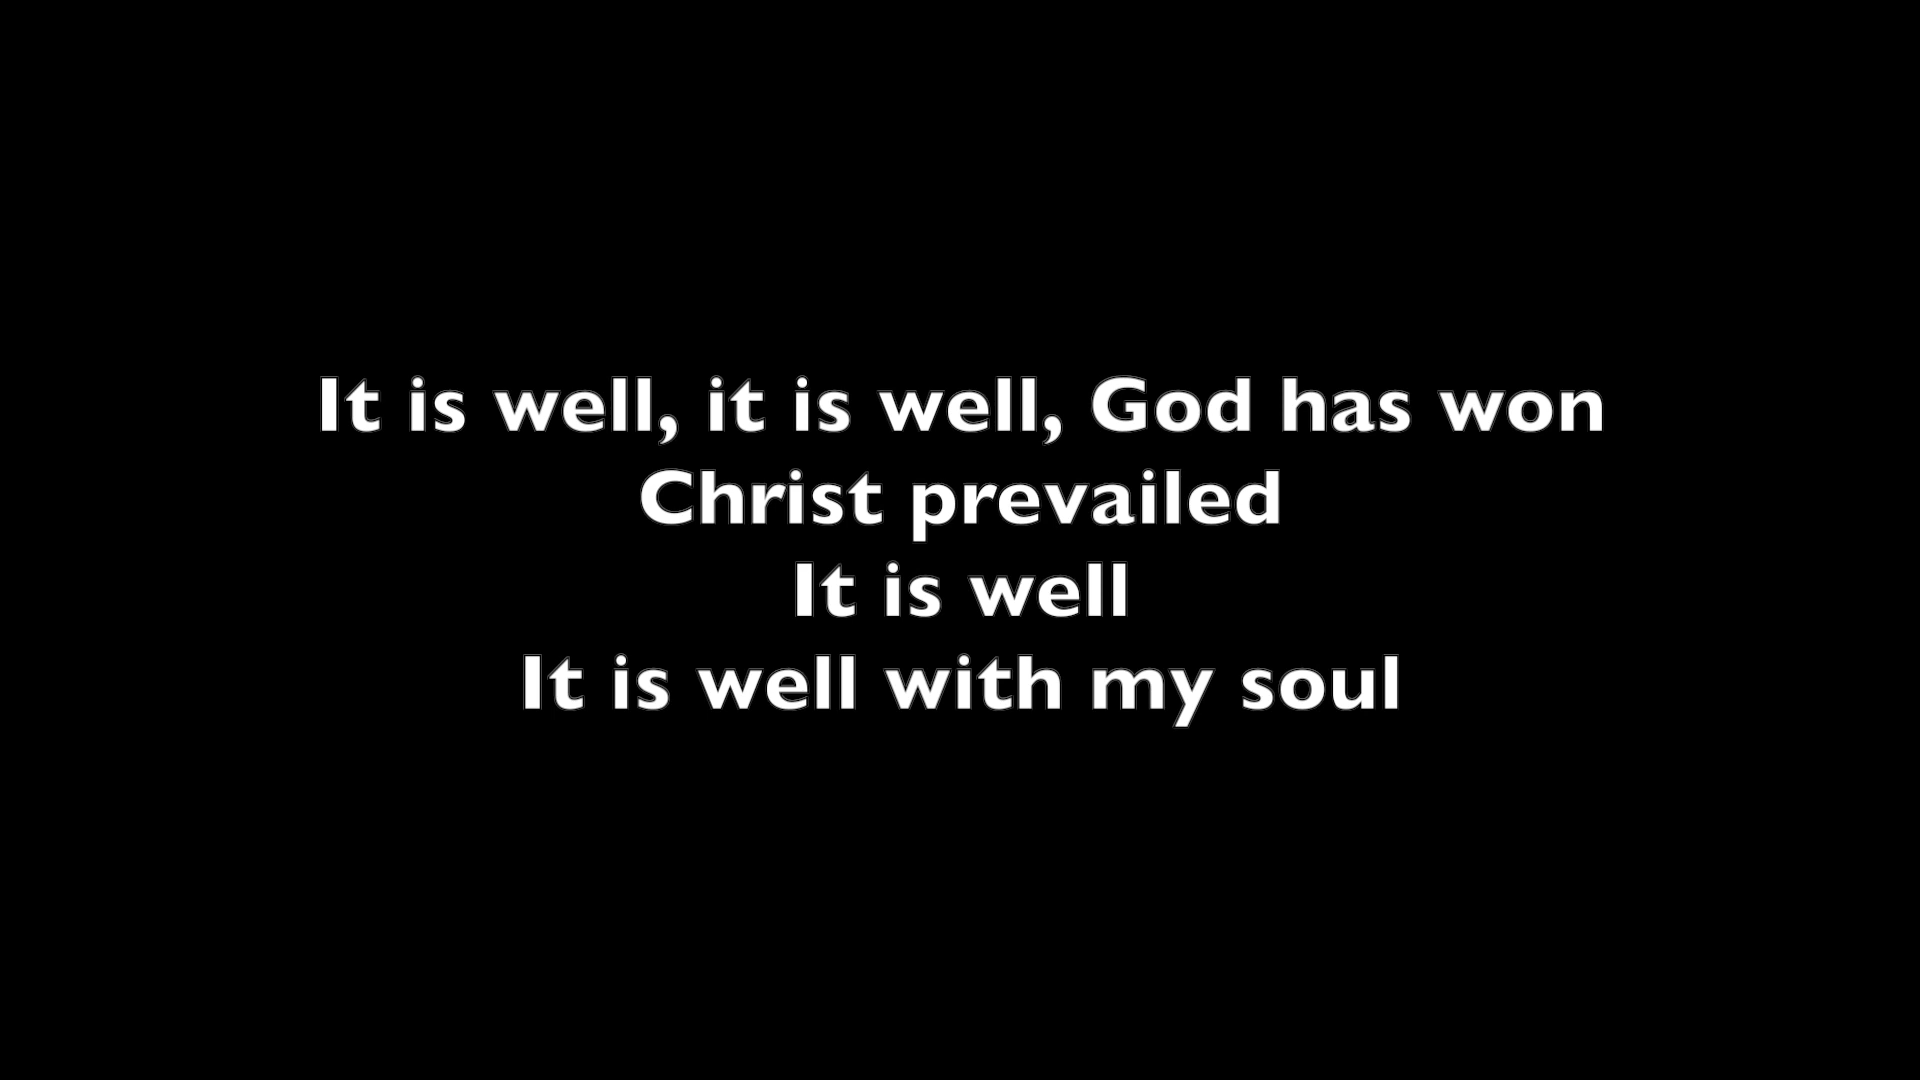 It is well, it is well, God has won
Christ prevailed
It is well
It is well with my soul